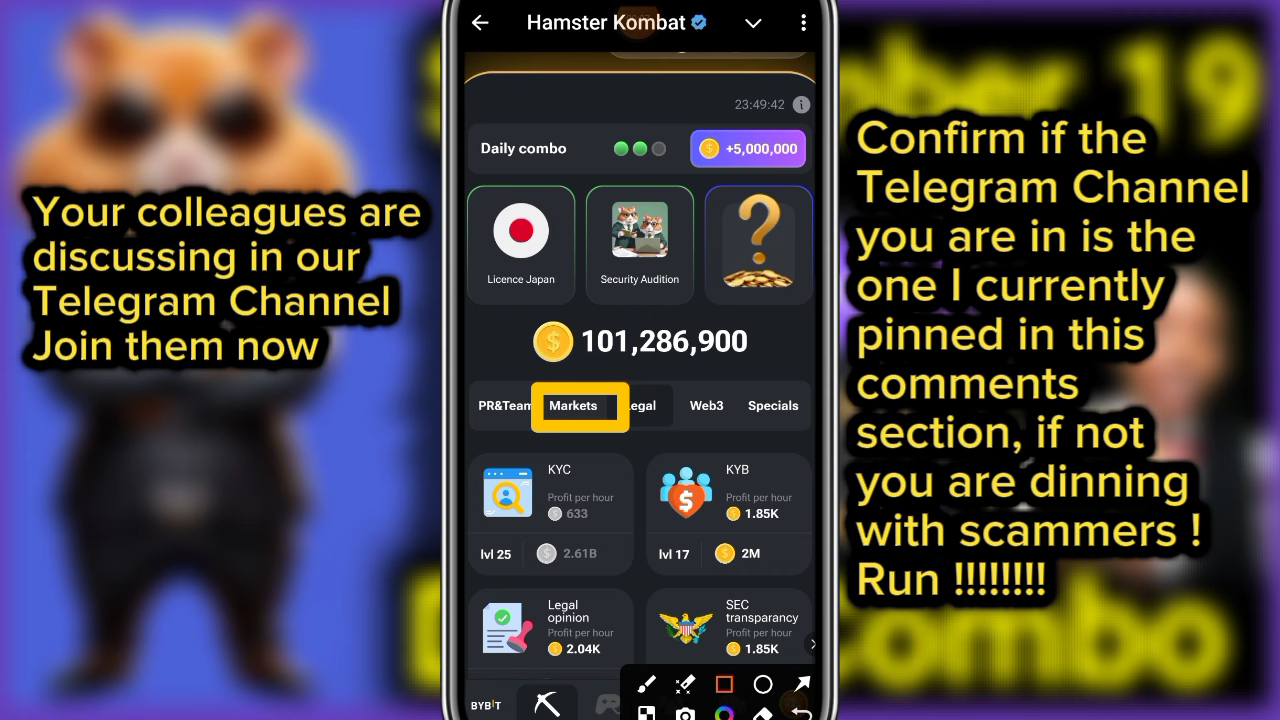 Hamster Kombat
23:49:42
Daily combo
+5,000,000
Licence Japan
Security Audition
101,286,900
PR&Team
Markets
Legal
Web3
Specials
KYC
Profit per hour
633
lvl 25
2.61B
KYB
Profit per hour
1.85K
lvl 17
2M
Legal
opinion
Profit per hour
2.04K
SEC
transparancy
Profit per hour
1.85K
BYBIT
Your colleagues are
discussing in our
Telegram Channel
Join them now
Confirm if the
Telegram Channel
you are in is the
one I currently
pinned in this
comments
section, if not
you are dinning
with scammers !
Run !!!!!!!!
19